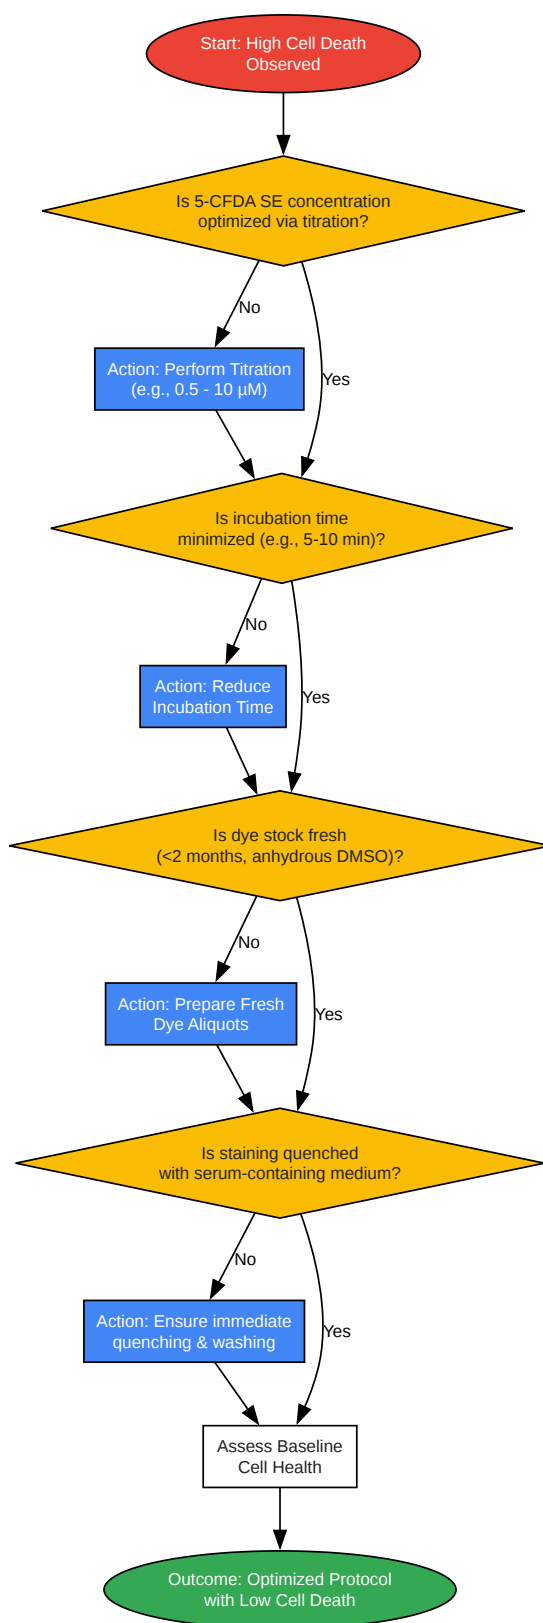 Start: High Cell Death
Observed
Is 5-CFDA SE concentration
optimized via titration?
No
Action: Perform Titration
(e.g., 0.5 - 10 µM)
Yes
Is incubation time
minimized (e.g., 5-10 min)?
No
Action: Reduce
Incubation Time
Yes
Is dye stock fresh
(<2 months, anhydrous DMSO)?
No
Action: Prepare Fresh
Dye Aliquots
Yes
Is staining quenched
with serum-containing medium?
No
Action: Ensure immediate
quenching & washing
Yes
Assess Baseline
Cell Health
Outcome: Optimized Protocol
with Low Cell Death